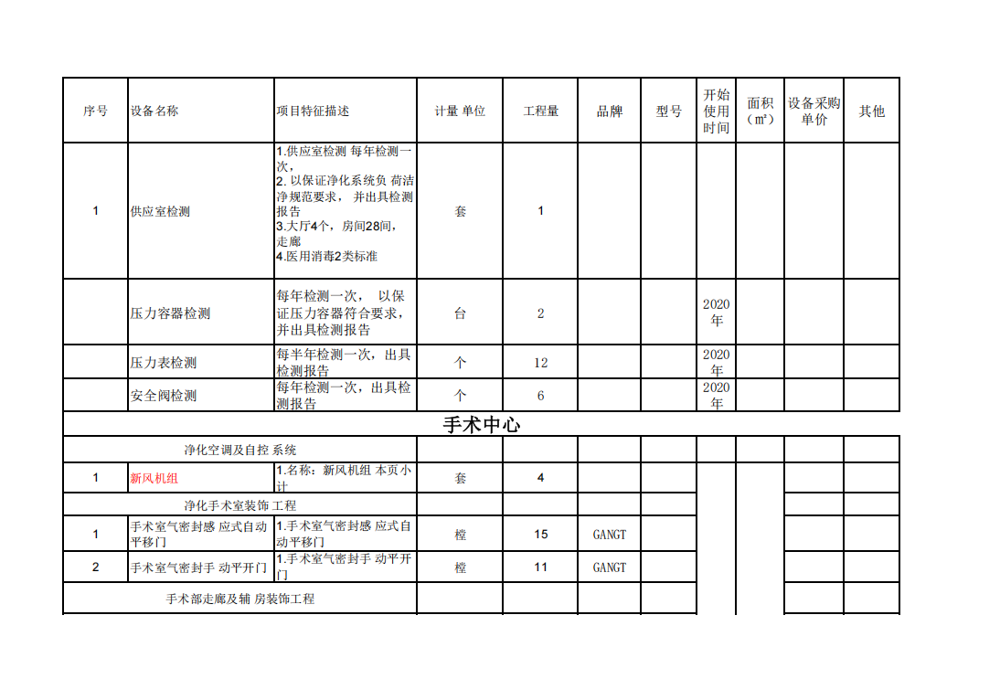 序号 设备名称 项目特征描述 计量 单位 工程量 品牌 型号 开始使用时间 面积（㎡） 设备采购单价 其他
1 供应室检测 1.供应室检测 每年检测一次，
2. 以保证净化系统负 荷洁净规范要求， 并出具检测报告
3.大厅4个，房间28间，走廊
4.医用消毒2类标准 套 1
压力容器检测 每年检测一次， 以保证压力容器符合要求，并出具检测报告 台 2 2020年
压力表检测 每半年检测一次，出具检测报告 个 12 2020年
安全阀检测 每年检测一次，出具检测报告 个 6 2020年
手术中心
净化空调及自控 系统
1 新风机组 1.名称：新风机组 本页小计 套 4
净化手术室装饰 工程
1 手术室气密封感 应式自动平移门 1.手术室气密封感 应式自动平移门 樘 15 GANGT
2 手术室气密封手 动平开门 1.手术室气密封手 动平开门 樘 11 GANGT
手术部走廊及辅 房装饰工程